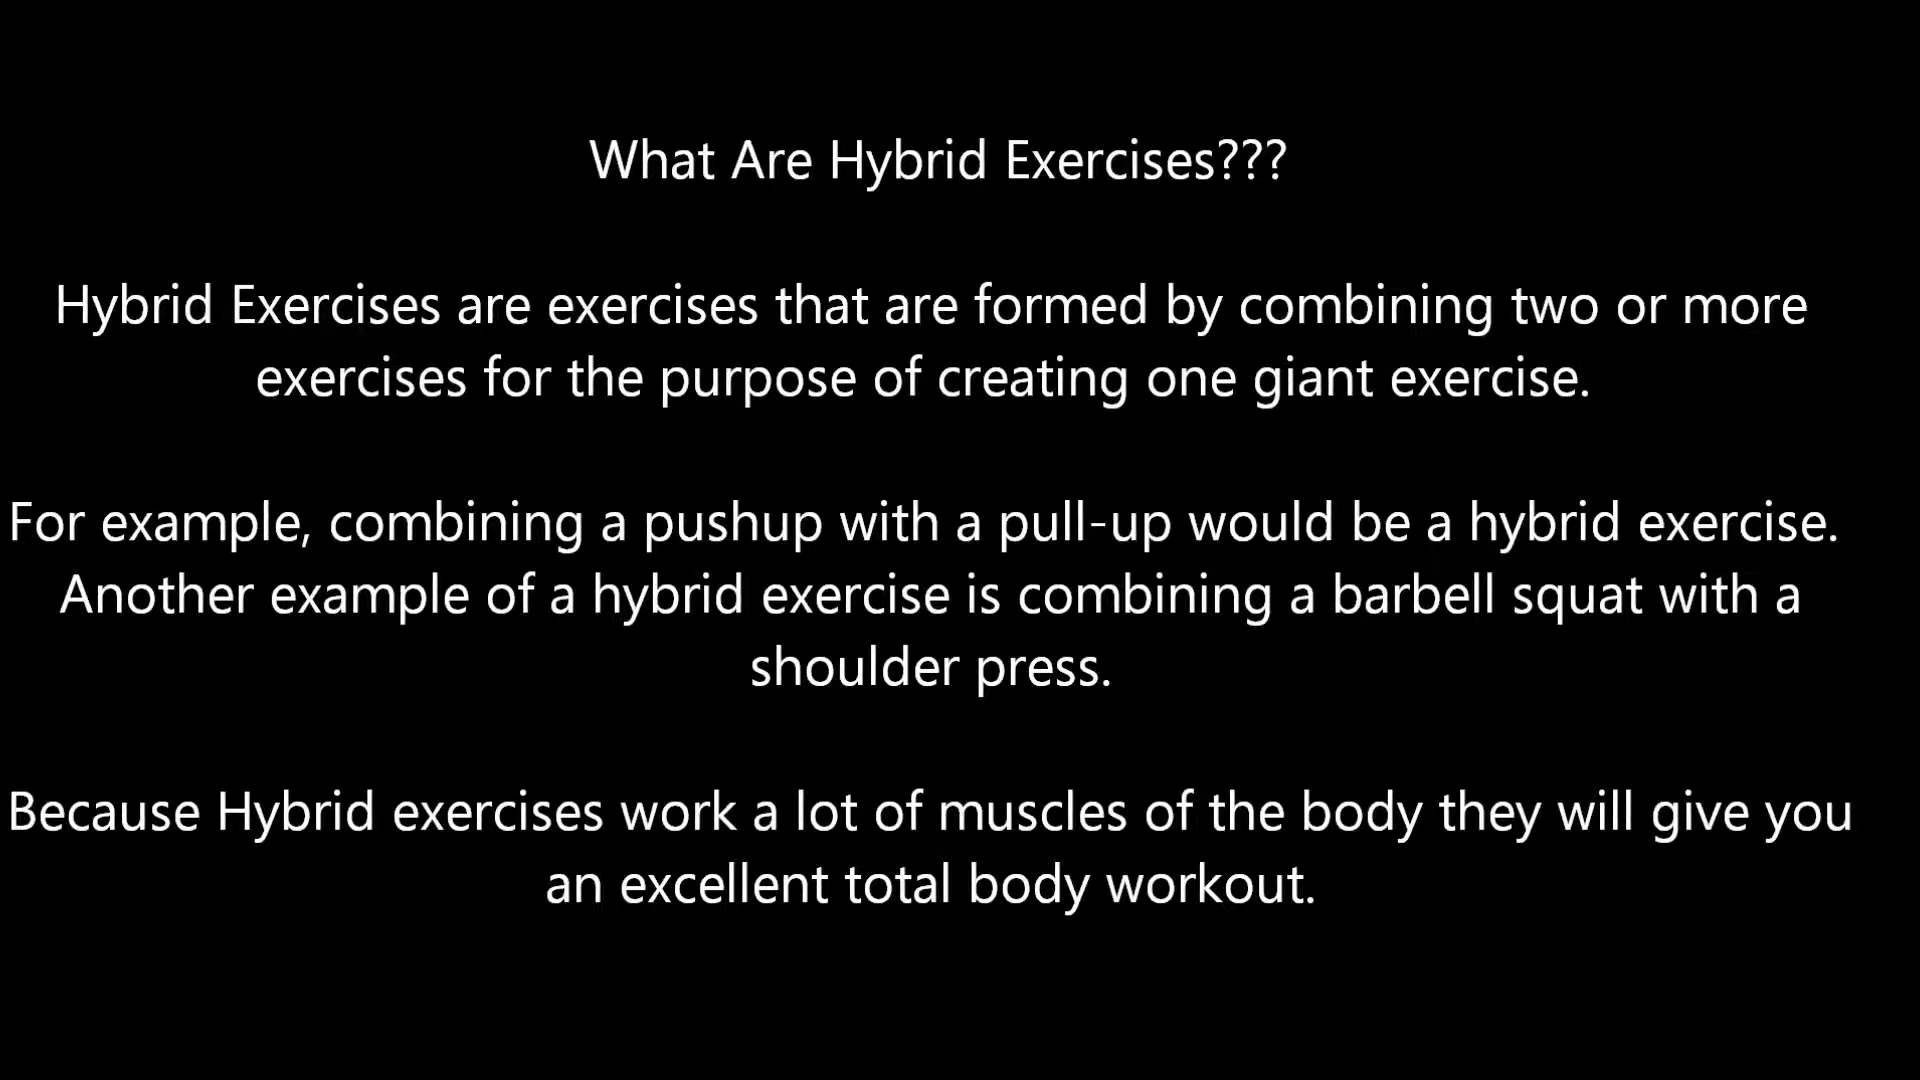 What Are Hybrid Exercises???
Hybrid Exercises are exercises that are formed by combining two or more
exercises for the purpose of creating one giant exercise.
For example, combining a pushup with a pull-up would be a hybrid exercise.
Another example of a hybrid exercise is combining a barbell squat with a
shoulder press.
Because Hybrid exercises work a lot of muscles of the body they will give you
an excellent total body workout.